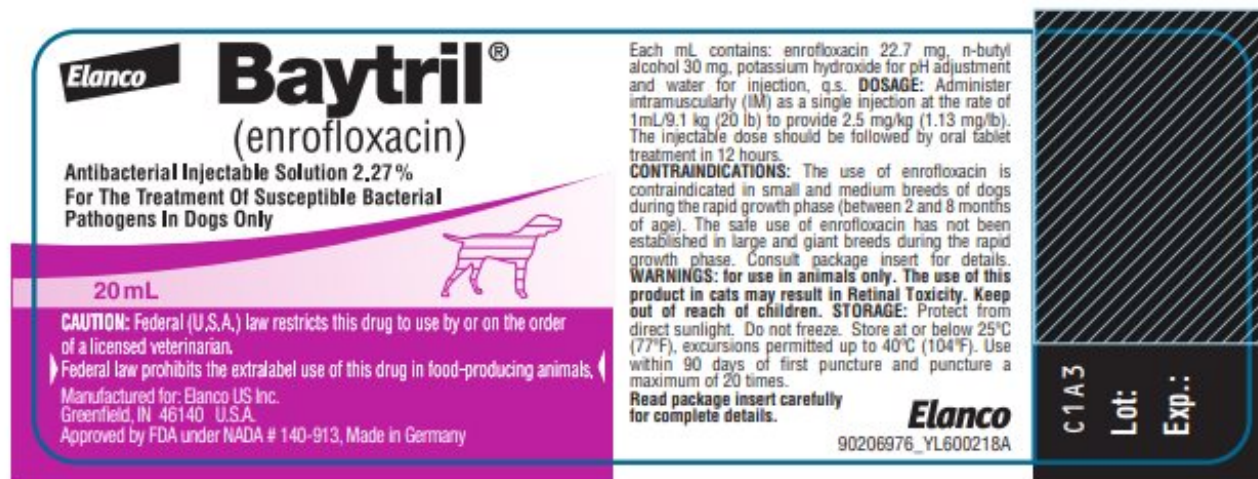 Elanco
Baytril®
(enrofloxacin)
Antibacterial Injectable Solution 2.27%
For The Treatment Of Susceptible Bacterial
Pathogens In Dogs Only
20 mL
CAUTION: Federal (U.S.A.) law restricts this drug to use by or on the order
of a licensed veterinarian.
Federal law prohibits the extralabel use of this drug in food-producing animals.
Manufactured for: Elanco US Inc.
Greenfield, IN 46140 U.S.A.
Approved by FDA under NADA # 140-913, Made in Germany
Each mL contains: enrofloxacin 22.7 mg, n-butyl
alcohol 30 mg, potassium hydroxide for pH adjustment
and water for injection, q.s. DOSAGE: Administer
intramuscularly (IM) as a single injection at the rate of
1mL/9.1 kg (20 lb) to provide 2.5 mg/kg (1.13 mg/lb).
The injectable dose should be followed by oral tablet
treatment in 12 hours.
CONTRAINDICATIONS: The use of enrofloxacin is
contraindicated in small and medium breeds of dogs
during the rapid growth phase (between 2 and 8 months
of age). The safe use of enrofloxacin has not been
established in large and giant breeds during the rapid
growth phase. Consult package insert for details.
WARNINGS: for use in animals only. The use of this
product in cats may result in Retinal Toxicity. Keep
out of reach of children. STORAGE: Protect from
direct sunlight. Do not freeze. Store at or below 25ºC
(77ºF), excursions permitted up to 40ºC (104ºF). Use
within 90 days of first puncture and puncture a
maximum of 20 times.
Read package insert carefully
for complete details.
Elanco
90206976_YL600218A
C1A3
Lot:
Exp.: